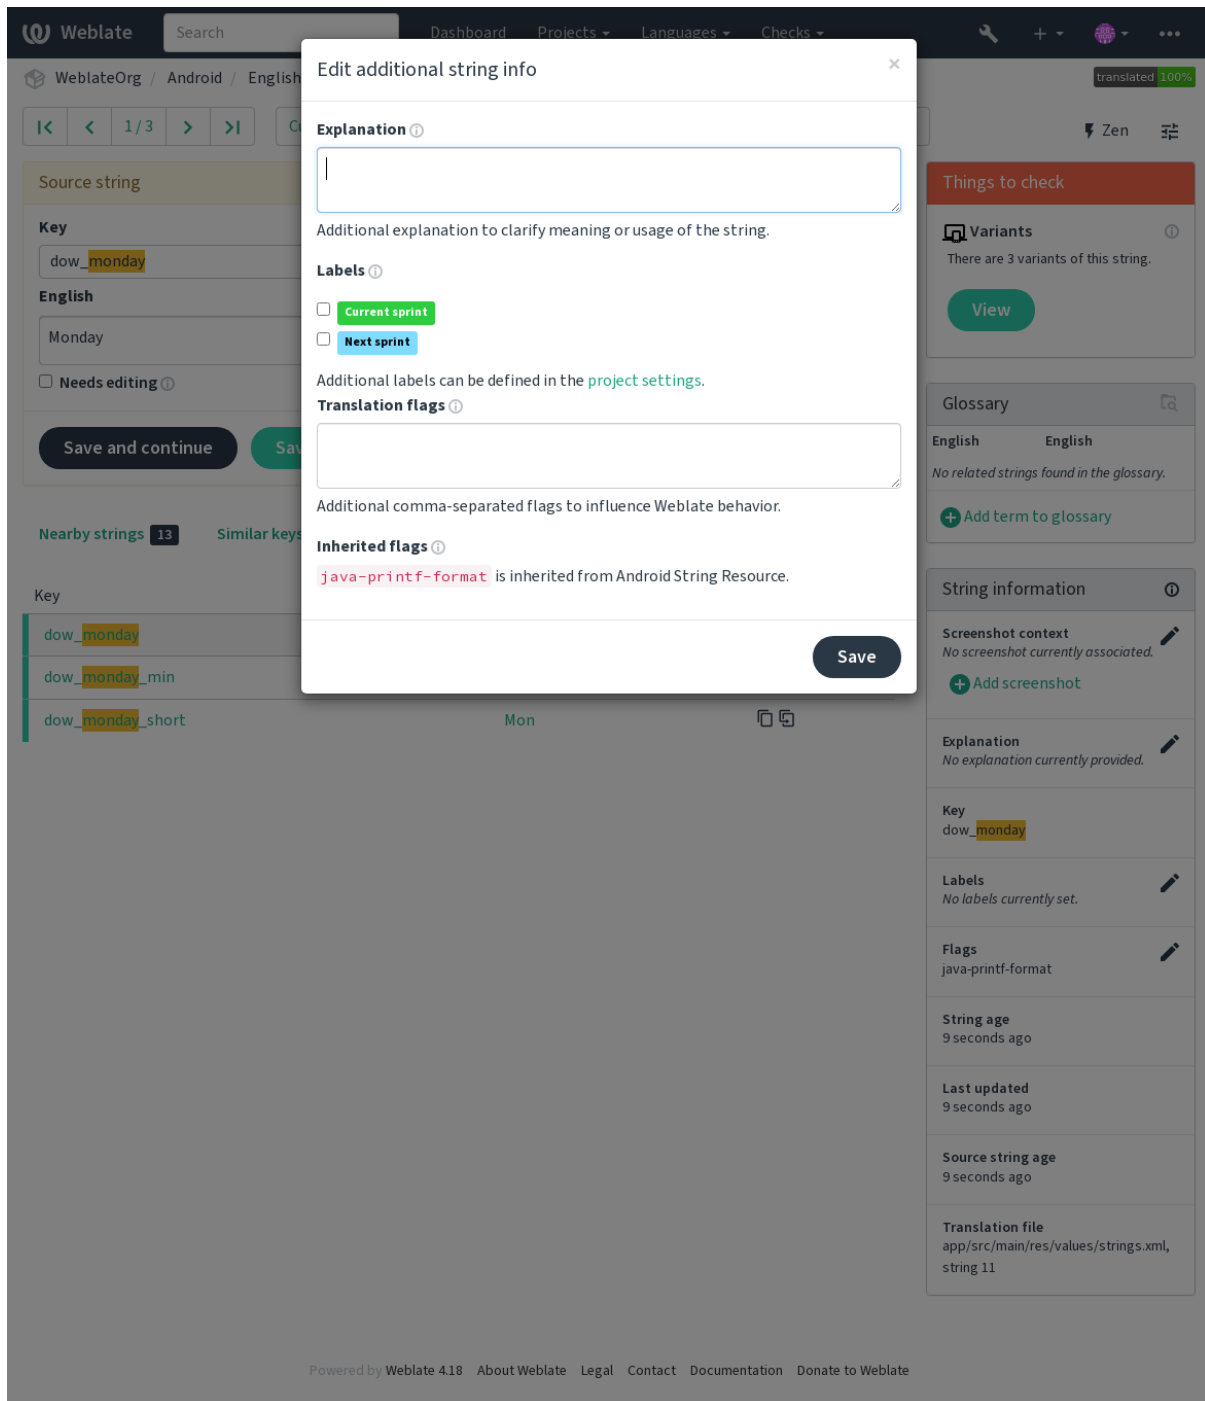 Weblate
Search
Dashboard
Projects
Languages
Checks
WeblateOrg / Android / English
translated 100%
1 / 3
Zen
Edit additional string info
×
Explanation
Additional explanation to clarify meaning or usage of the string.
Labels
Current sprint
Next sprint
Additional labels can be defined in the project settings.
Translation flags
Additional comma-separated flags to influence Weblate behavior.
Inherited flags
java-printf-format is inherited from Android String Resource.
Save
Source string
Key
dow_monday
English
Monday
Needs editing
Save and continue
Nearby strings 13
Similar keys
Key
dow_monday
dow_monday_min
dow_monday_short
Mon
Things to check
Variants
There are 3 variants of this string.
View
Glossary
English English
No related strings found in the glossary.
Add term to glossary
String information
Screenshot context
No screenshot currently associated.
Add screenshot
Explanation
No explanation currently provided.
Key
dow_monday
Labels
No labels currently set.
Flags
java-printf-format
String age
9 seconds ago
Last updated
9 seconds ago
Source string age
9 seconds ago
Translation file
app/src/main/res/values/strings.xml,
string 11
Powered by Weblate 4.18 About Weblate Legal Contact Documentation Donate to Weblate